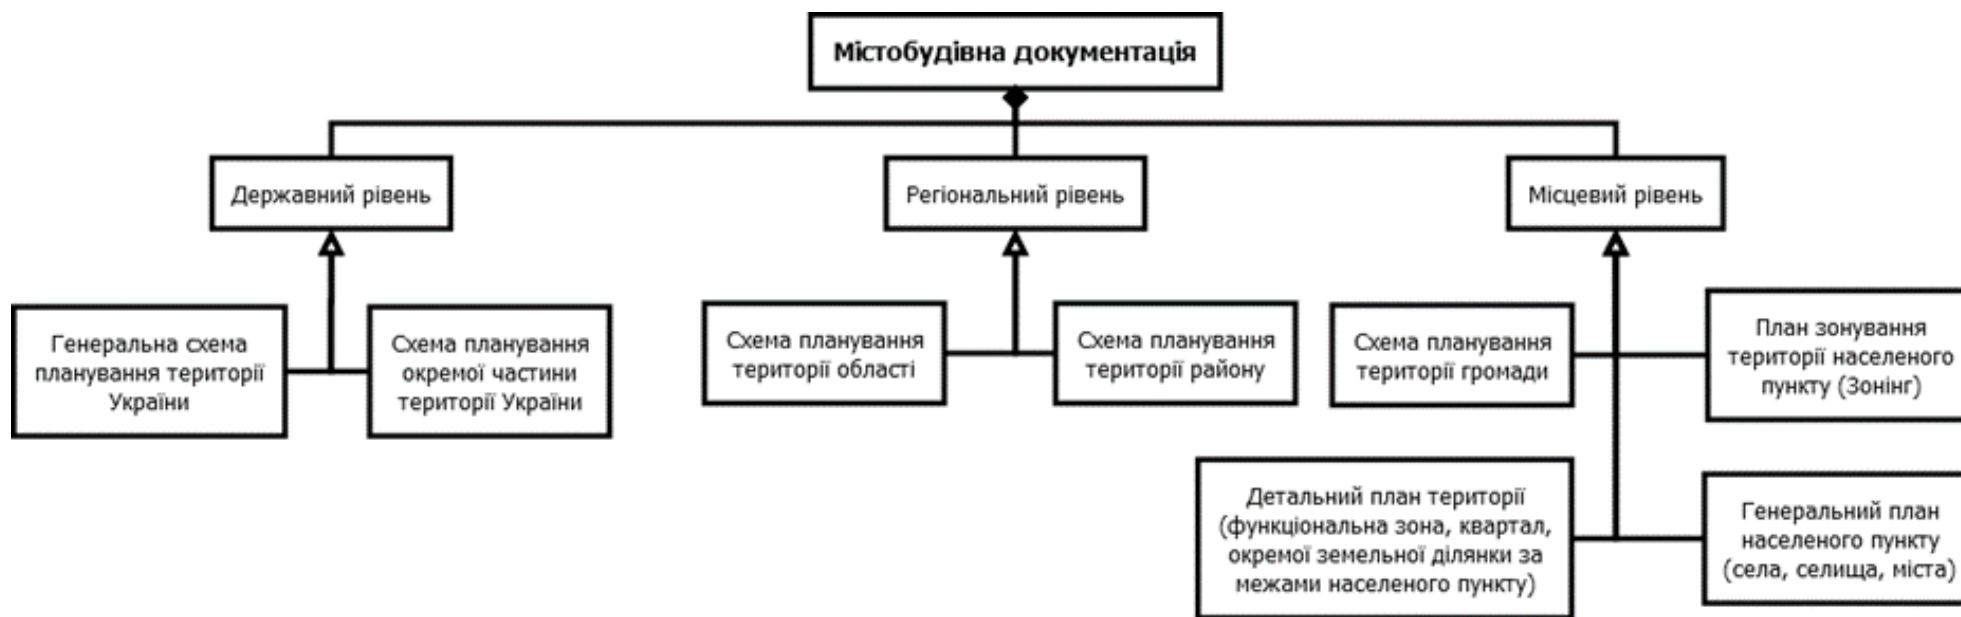 Містобудівна документація
Державний рівень
Регіональний рівень
Місцевий рівень
Генеральна схема
планування території
України
Схема планування
окремої частини
території України
Схема планування
території області
Схема планування
території району
Схема планування
території громади
План зонування
території населеного
пункту (Зонінг)
Детальний план території
(функціональна зона, квартал,
окремої земельної ділянки за
межами населеного пункту)
Генеральний план
населеного пункту
(села, селища, міста)